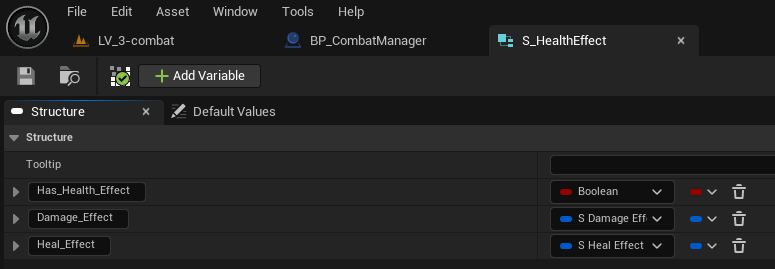 File Edit Asset Window Tools Help
LV_3-combat BP_CombatManager S_HealthEffect
Add Variable
Structure Default Values
Structure
Tooltip
Has_Health_Effect Boolean
Damage_Effect S Damage Eff
Heal_Effect S Heal Effect